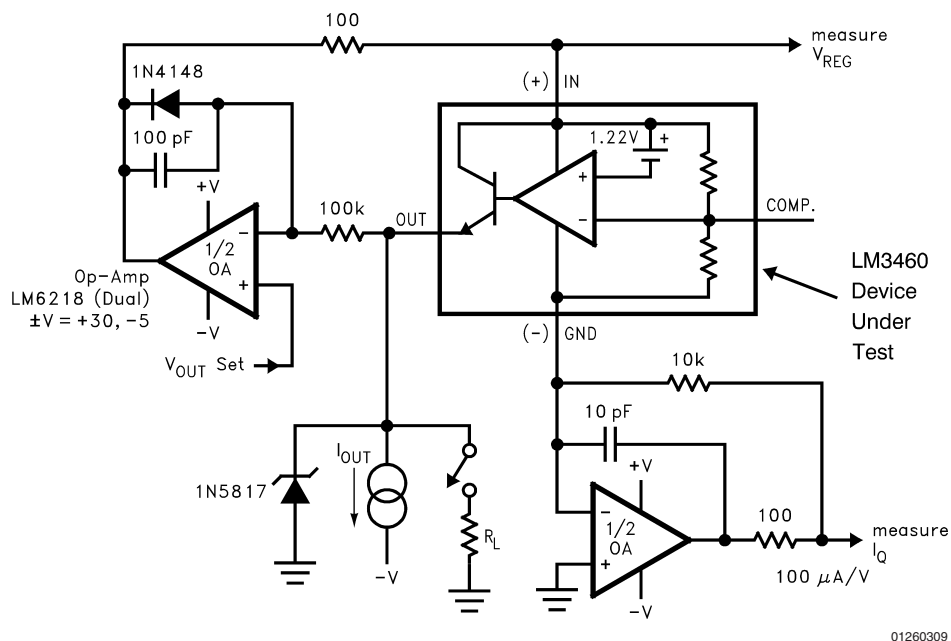 100
measure
V_REG
(+) IN
1N4148
100 pF
1.22V +
+V
+
−
100k
OUT
COMP.
−
1/2
OA
+
Op-Amp
LM6218 (Dual)
±V = +30, −5
−V
LM3460
Device
Under
Test
(−) GND
V_OUT Set
10k
10 pF
I_OUT
1N5817
+V
R_L
−
1/2
OA
+
100
measure
I_Q
−V
100 μA/V
−V
01260309